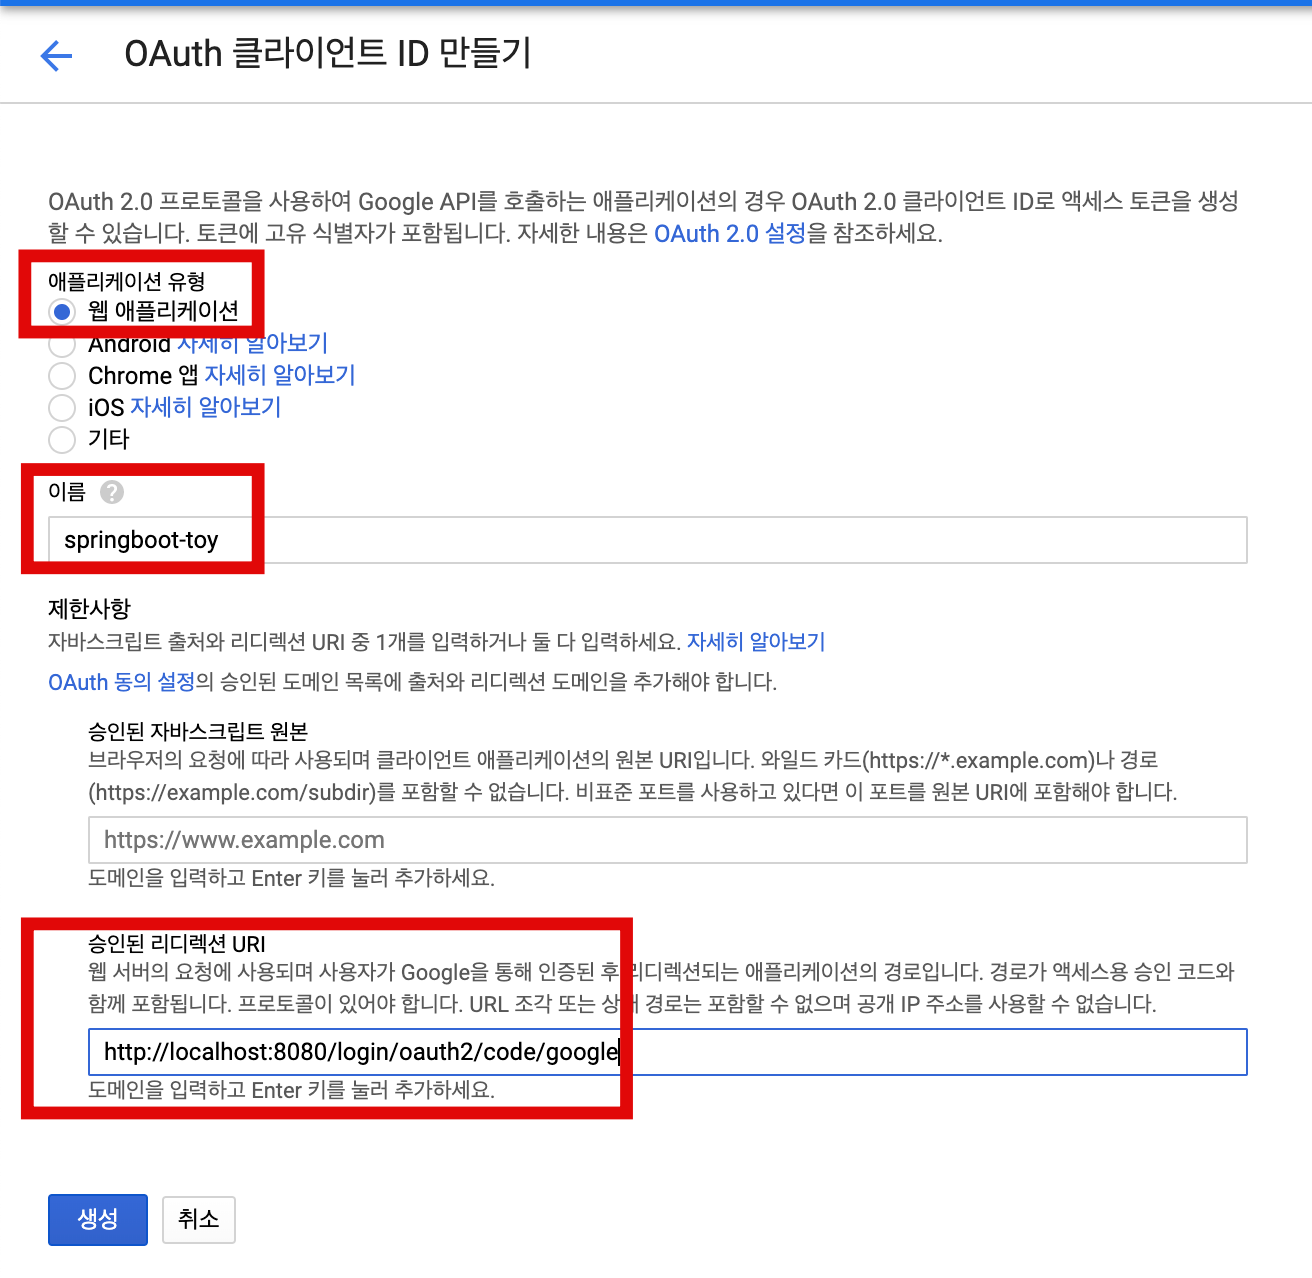 OAuth 클라이언트 ID 만들기
OAuth 2.0 프로토콜을 사용하여 Google API를 호출하는 애플리케이션의 경우 OAuth 2.0 클라이언트 ID로 액세스 토큰을 생성
할 수 있습니다. 토큰에 고유 식별자가 포함됩니다. 자세한 내용은 OAuth 2.0 설정을 참조하세요.
애플리케이션 유형
웹 애플리케이션
Android 자세히 알아보기
Chrome 앱 자세히 알아보기
iOS 자세히 알아보기
기타
이름 ?
springboot-toy
제한사항
자바스크립트 출처와 리디렉션 URI 중 1개를 입력하거나 둘 다 입력하세요. 자세히 알아보기
OAuth 동의 설정의 승인된 도메인 목록에 출처와 리디렉션 도메인을 추가해야 합니다.
승인된 자바스크립트 원본
브라우저의 요청에 따라 사용되며 클라이언트 애플리케이션의 원본 URI입니다. 와일드 카드(https://*.example.com)나 경로
(https://example.com/subdir)를 포함할 수 없습니다. 비표준 포트를 사용하고 있다면 이 포트를 원본 URI에 포함해야 합니다.
https://www.example.com
도메인을 입력하고 Enter 키를 눌러 추가하세요.
승인된 리디렉션 URI
웹 서버의 요청에 사용되며 사용자가 Google을 통해 인증된 후 리디렉션되는 애플리케이션의 경로입니다. 경로가 액세스용 승인 코드와
함께 포함됩니다. 프로토콜이 있어야 합니다. URL 조각 또는 상대 경로는 포함할 수 없으며 공개 IP 주소를 사용할 수 없습니다.
http://localhost:8080/login/oauth2/code/google
도메인을 입력하고 Enter 키를 눌러 추가하세요.
생성 취소